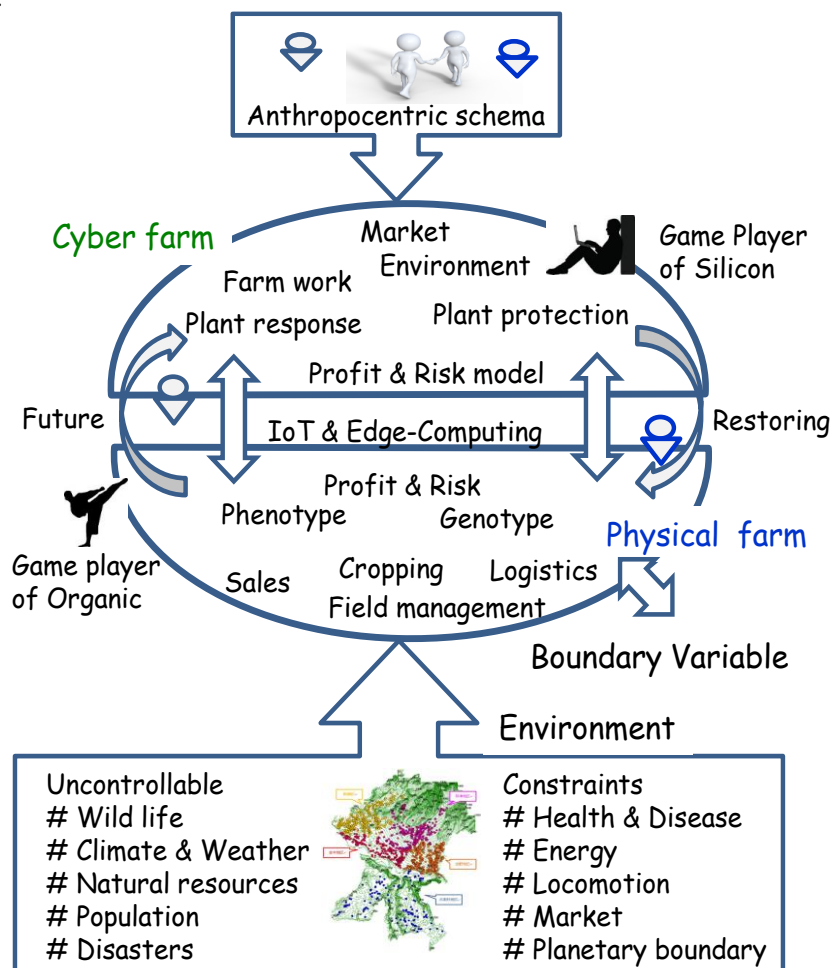 Anthropocentric schema
Cyber farm
Market
Environment
Game Player
of Silicon
Farm work
Plant response
Plant protection
Profit & Risk model
Future
IoT & Edge-Computing
Restoring
Profit & Risk
Phenotype
Genotype
Physical farm
Game player
of Organic
Sales
Cropping
Logistics
Field management
Boundary Variable
Environment
Uncontrollable
# Wild life
# Climate & Weather
# Natural resources
# Population
# Disasters
Constraints
# Health & Disease
# Energy
# Locomotion
# Market
# Planetary boundary